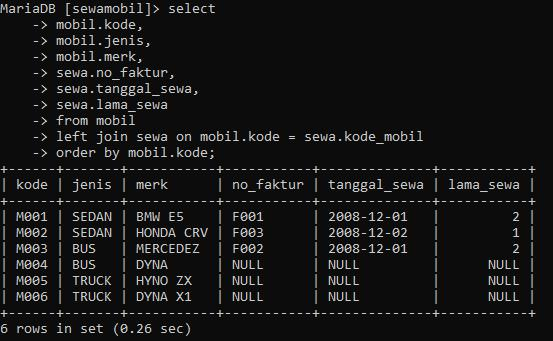 MariaDB [sewamobil]> select
    -> mobil.kode,
    -> mobil.jenis,
    -> mobil.merk,
    -> sewa.no_faktur,
    -> sewa.tanggal_sewa,
    -> sewa.lama_sewa
    -> from mobil
    -> left join sewa on mobil.kode = sewa.kode_mobil
    -> order by mobil.kode;
+------+-------+-----------+-----------+--------------+-----------+
| kode | jenis | merk      | no_faktur | tanggal_sewa | lama_sewa |
+------+-------+-----------+-----------+--------------+-----------+
| M001 | SEDAN | BMW E5    | F001      | 2008-12-01   |         2 |
| M002 | SEDAN | HONDA CRV | F003      | 2008-12-02   |         1 |
| M003 | BUS   | MERCEDEZ  | F002      | 2008-12-01   |         2 |
| M004 | BUS   | DYNA      | NULL      | NULL         |      NULL |
| M005 | TRUCK | HYNO ZX   | NULL      | NULL         |      NULL |
| M006 | TRUCK | DYNA X1   | NULL      | NULL         |      NULL |
+------+-------+-----------+-----------+--------------+-----------+
6 rows in set (0.26 sec)